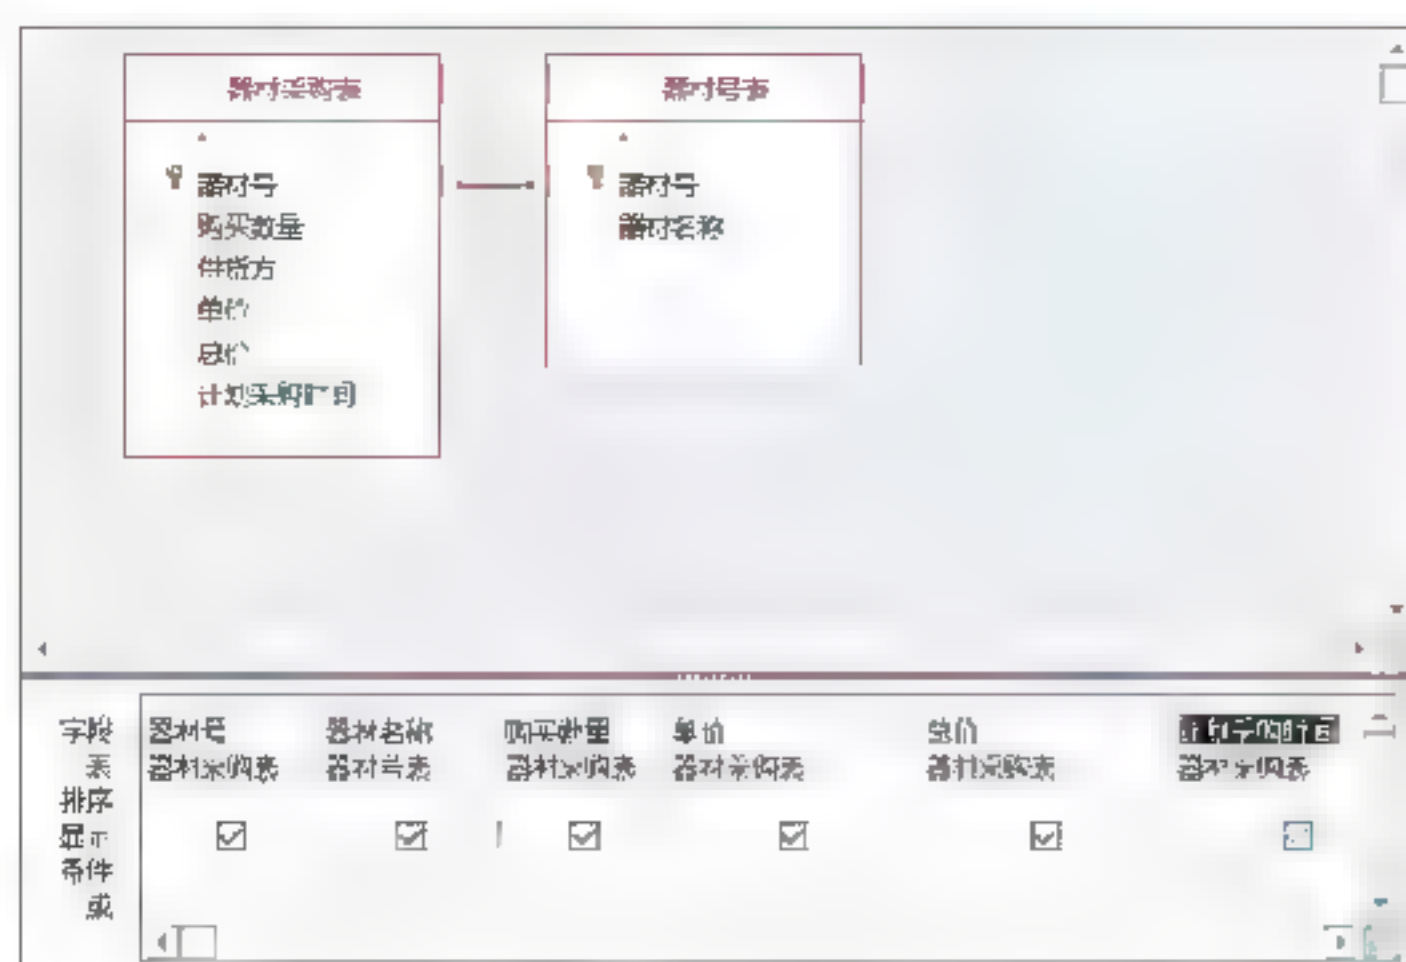 器材采购表
器材号
购买数量
供货方
单价
总价
计划采购时间
器材号表
器材号
器材名称
字段 器材号 器材名称 购买数量 单价 总价 计划采购时间
表 器材采购表 器材号表 器材采购表 器材采购表 器材采购表 器材采购表
排序
显示
条件
或